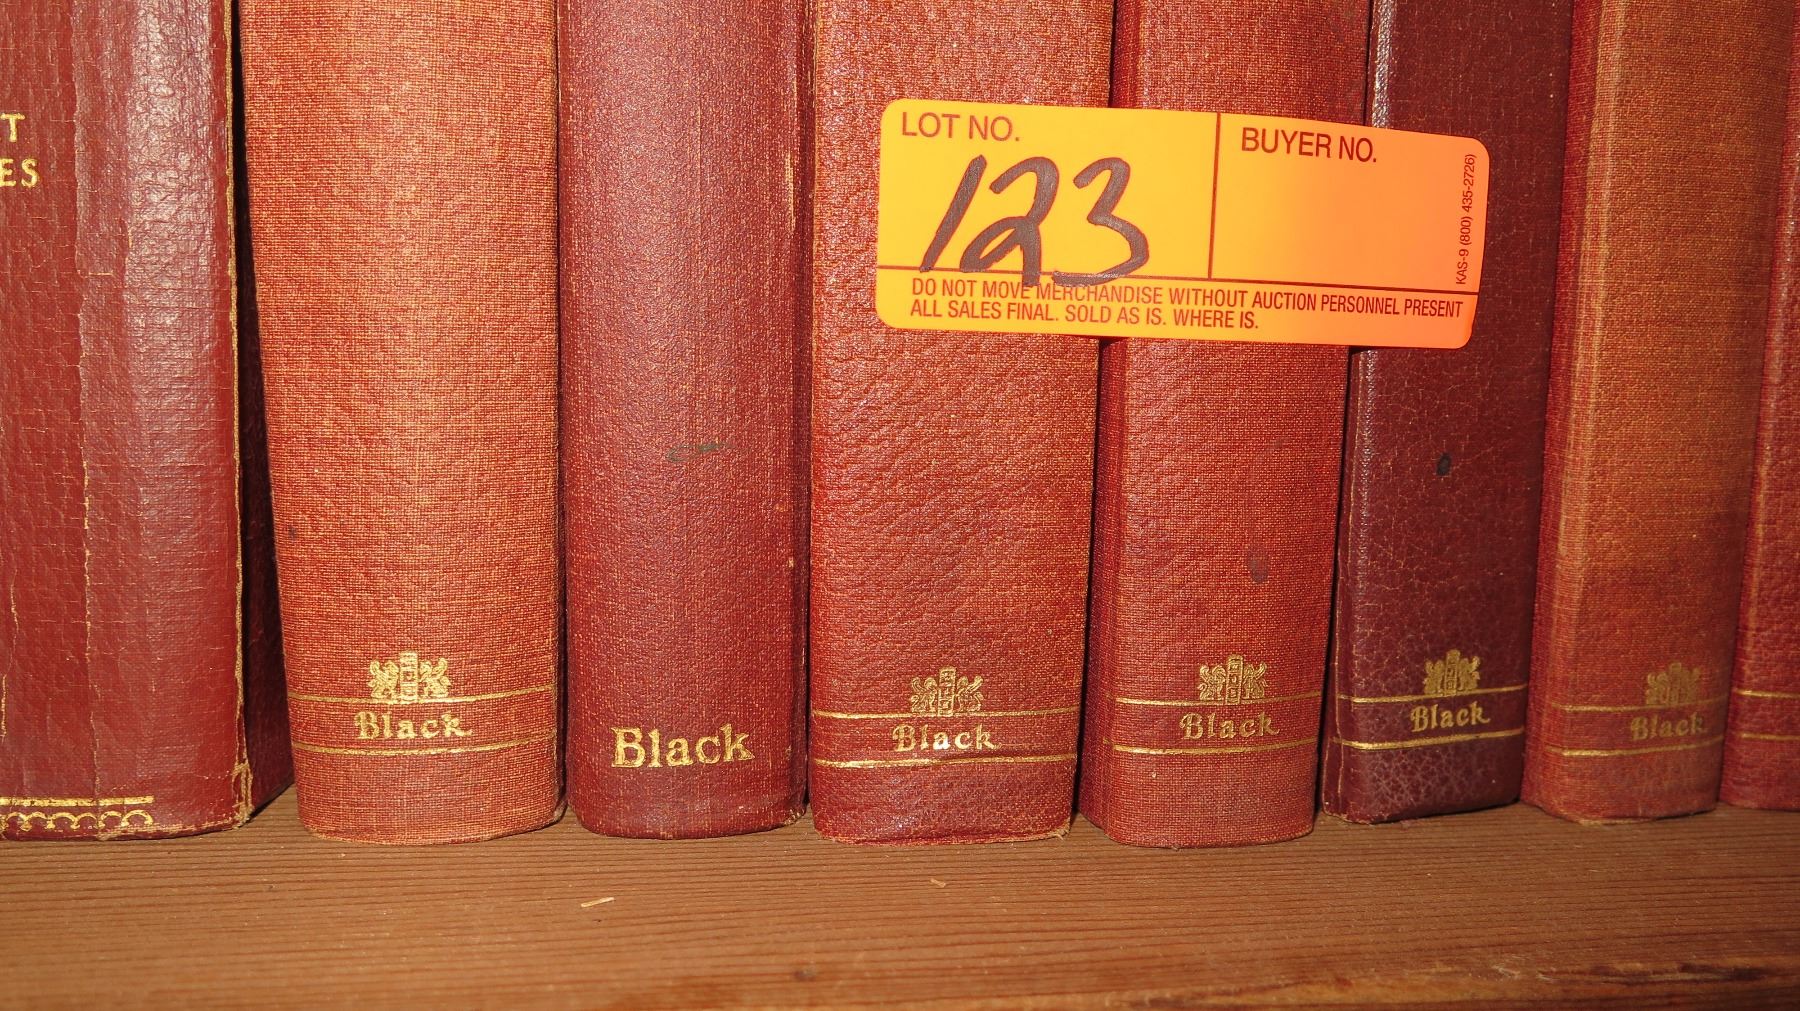 T
ES
LOT NO.
123
BUYER NO.
KAS-9 (800) 435-2726)
DO NOT MOVE MERCHANDISE WITHOUT AUCTION PERSONNEL PRESENT
ALL SALES FINAL. SOLD AS IS. WHERE IS.
Black
Black
Black
Black
Black
Black